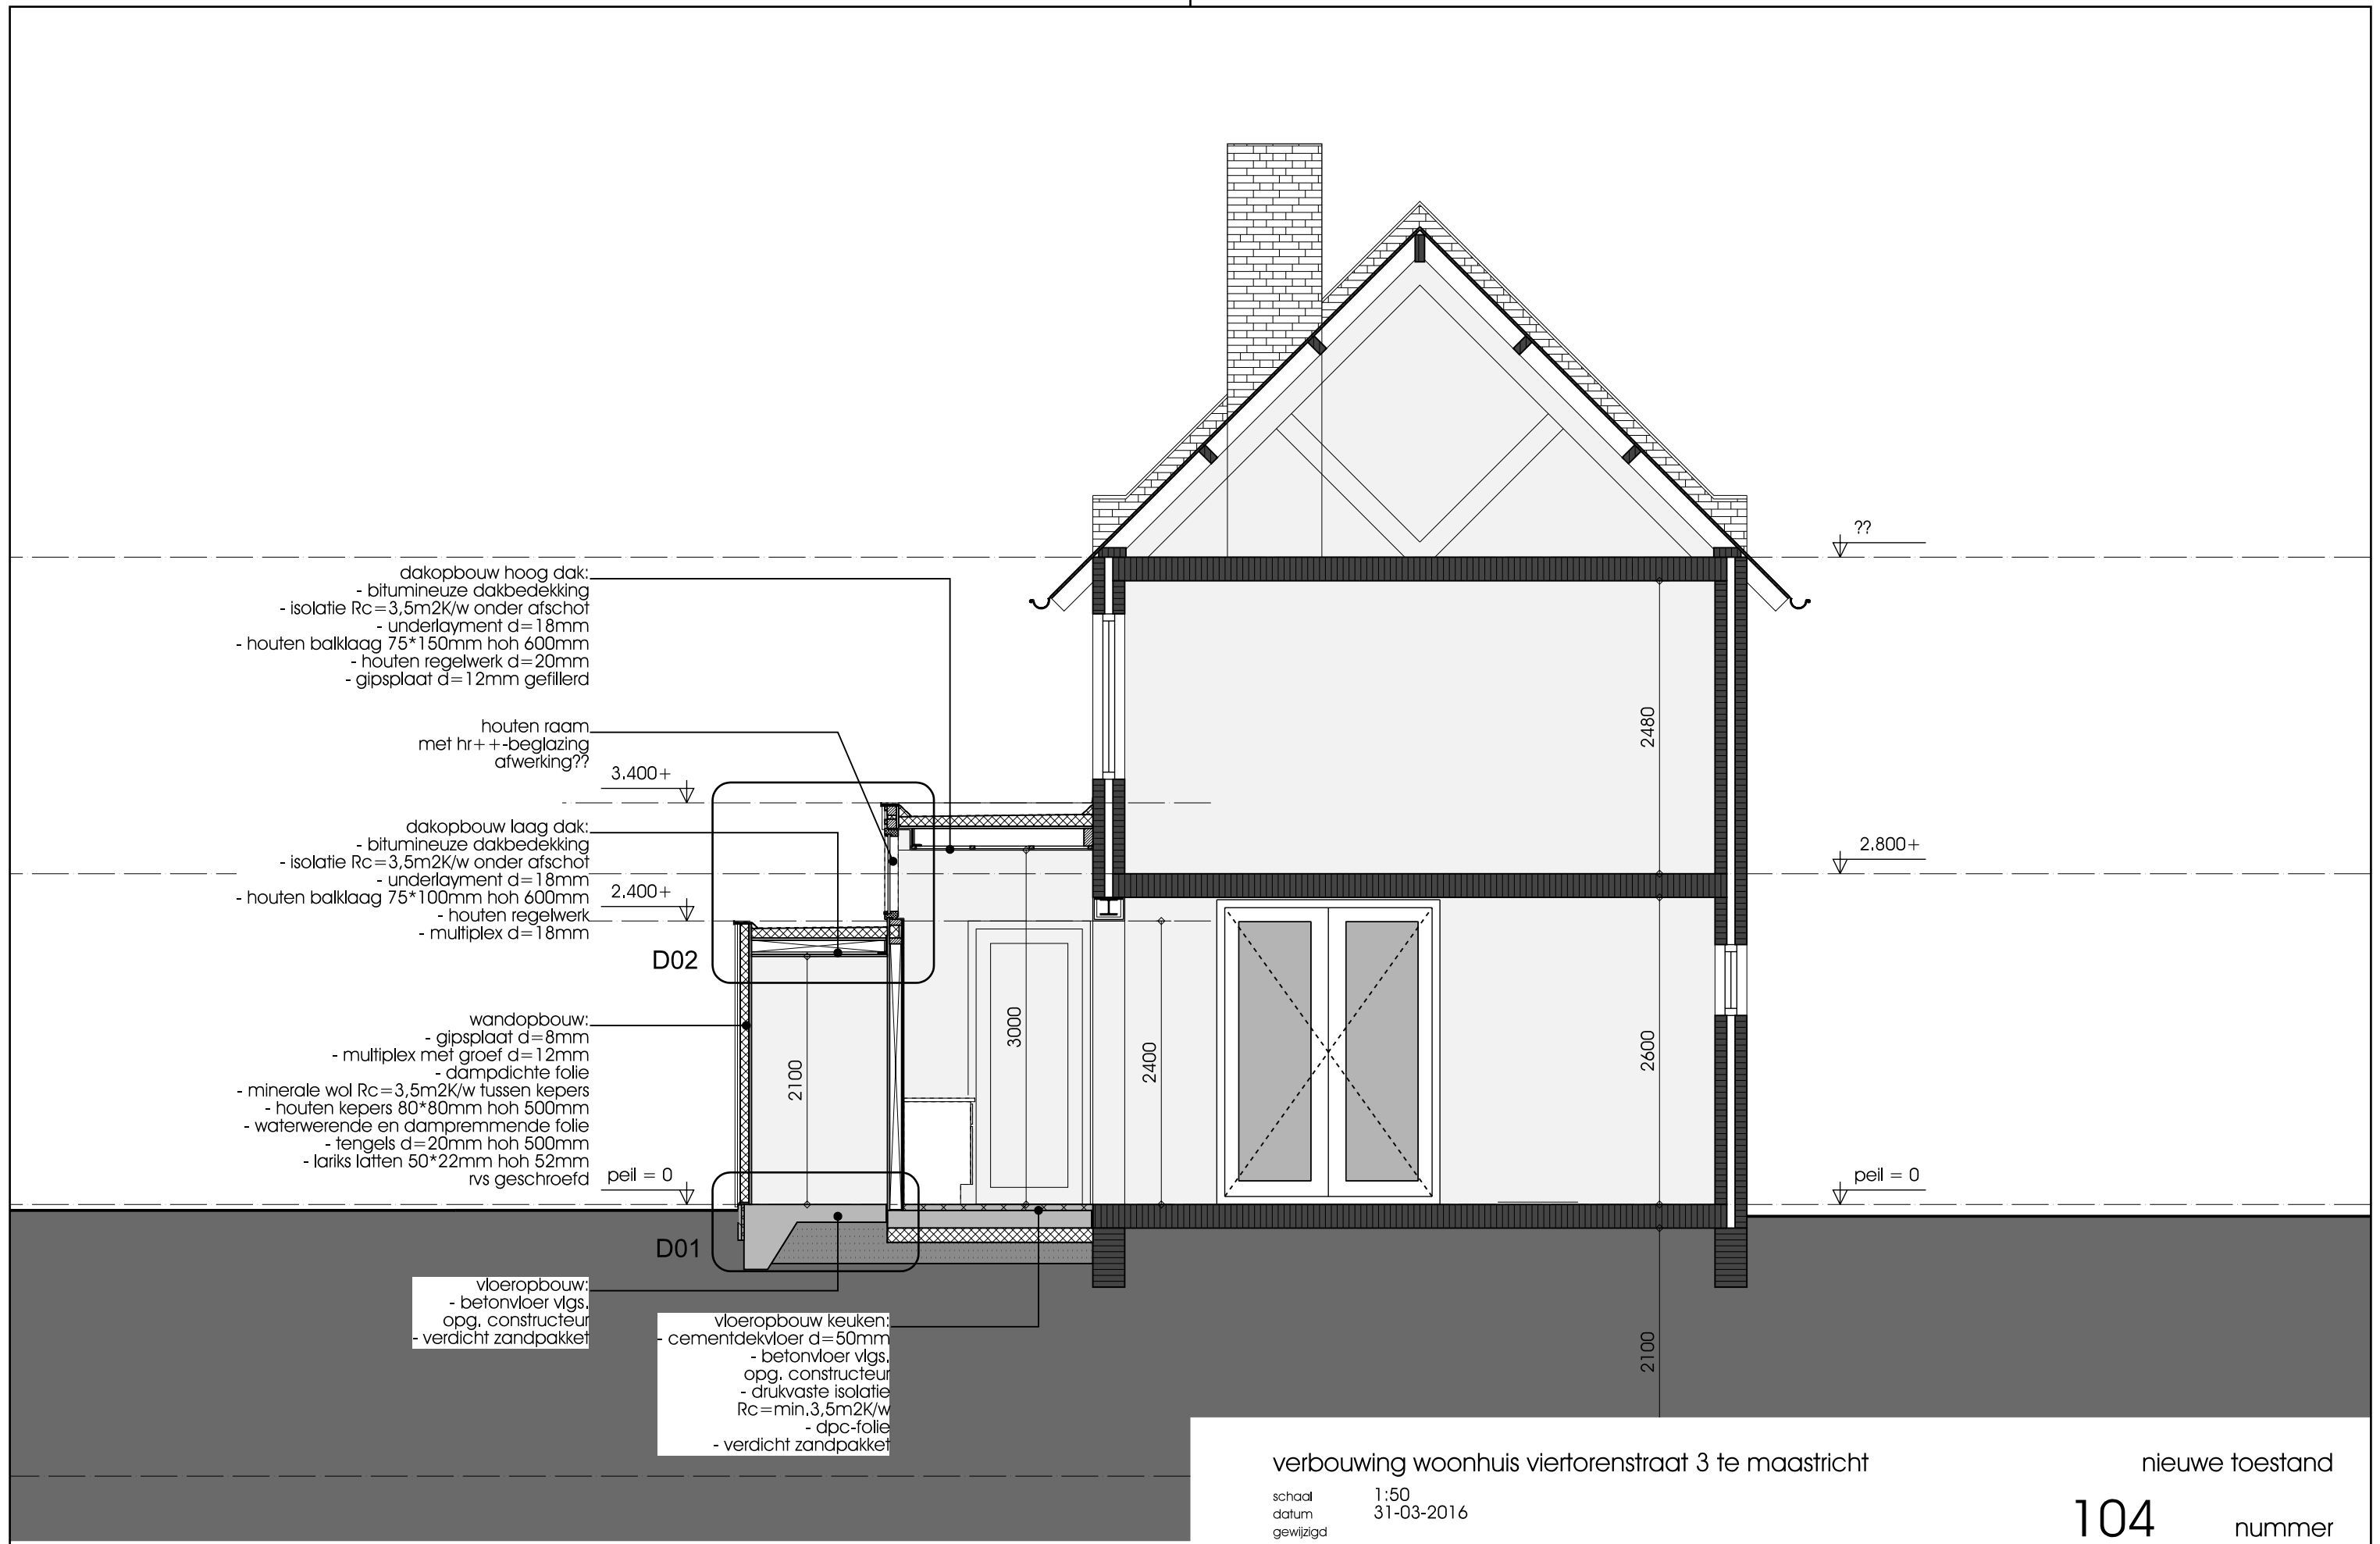 ??
dakopbouw hoog dak:
- bitumineuze dakbedekking
- isolatie Rc=3,5m2K/w onder afschot
- underlayment d=18mm
- houten balklaag 75*150mm hoh 600mm
- houten regelwerk d=20mm
- gipsplaat d=12mm gefillerd
houten raam
met hr++-beglazing
afwerking??
3.400+
dakopbouw laag dak:
- bitumineuze dakbedekking
- isolatie Rc=3,5m2K/w onder afschot
- underlayment d=18mm
- houten balklaag 75*100mm hoh 600mm
- houten regelwerk
- multiplex d=18mm
2.400+
D02
2480
2.800+
wandopbouw:
- gipsplaat d=8mm
- multiplex met groef d=12mm
- dampdichte folie
- minerale wol Rc=3,5m2K/w tussen kepers
- houten kepers 80*80mm hoh 500mm
- waterwerende en dampremmende folie
- tengels d=20mm hoh 500mm
- lariks latten 50*22mm hoh 52mm
rvs geschroefd
peil = 0
2100
3000
2400
2600
peil = 0
D01
vloeropbouw:
- betonvloer vlgs.
opg. constructeur
- verdicht zandpakket
vloeropbouw keuken:
- cementdekvloer d=50mm
- betonvloer vlgs.
opg. constructeur
- drukvaste isolatie
Rc=min.3,5m2K/w
- dpc-folie
- verdicht zandpakket
2100
verbouwing woonhuis viertorenstraat 3 te maastricht
schaal 1:50
datum 31-03-2016
gewijzigd
nieuwe toestand
104 nummer